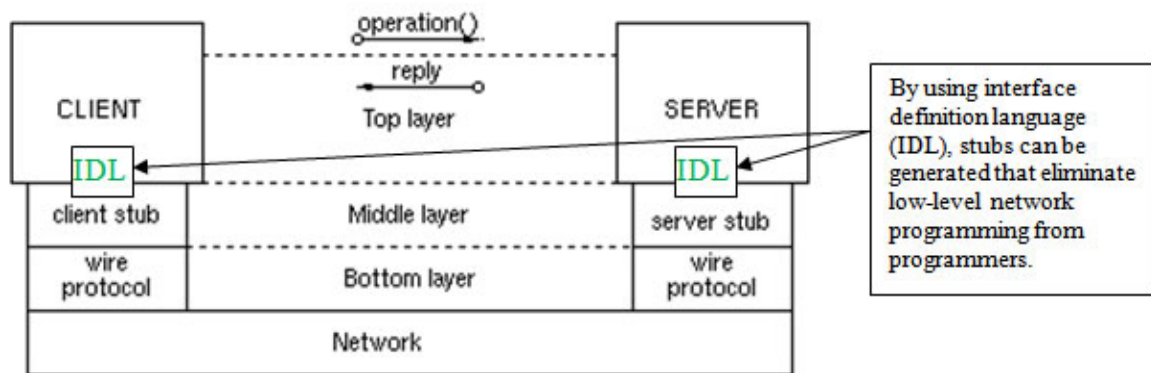 operation()
reply
CLIENT
Top layer
SERVER
IDL
IDL
client stub
Middle layer
server stub
wire
protocol
Bottom layer
wire
protocol
Network
By using interface
definition language
(IDL), stubs can be
generated that eliminate
low-level network
programming from
programmers.